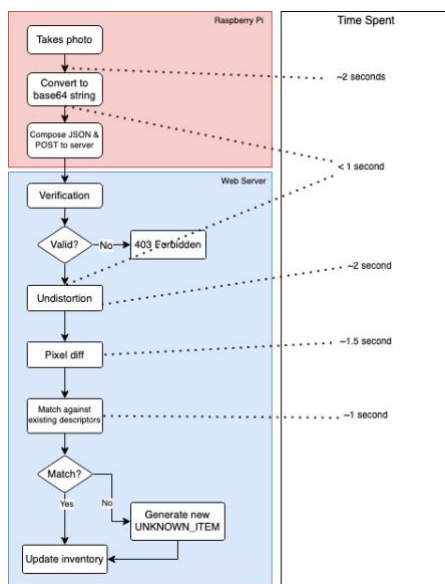 Raspberry Pi
Time Spent
Takes photo
~2 seconds
Convert to
base64 string
Compose JSON &
POST to server
< 1 second
Web Server
Verification
Valid?
No
403 Forbidden
~2 second
Undistortion
~1.5 second
Pixel diff
Match against
existing descriptors
~1 second
Match?
Yes
No
Generate new
UNKNOWN_ITEM
Update inventory